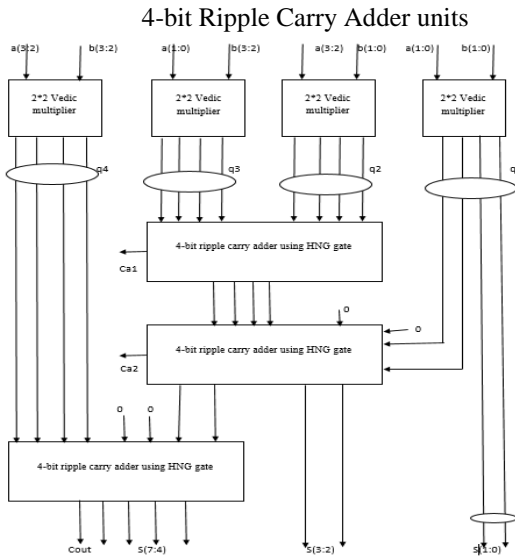 4-bit Ripple Carry Adder units
a(3:2) b(3:2) a(1:0) b(3:2) a(3:2) b(1:0) a(1:0) b(1:0)
2*2 Vedic
multiplier
2*2 Vedic
multiplier
2*2 Vedic
multiplier
2*2 Vedic
multiplier
q4 q3 q2 q
4-bit ripple carry adder using HNG gate
Ca1
0
0
4-bit ripple carry adder using HNG gate
Ca2
0 0
4-bit ripple carry adder using HNG gate
Cout S(7:4) S(3:2) S(1:0)